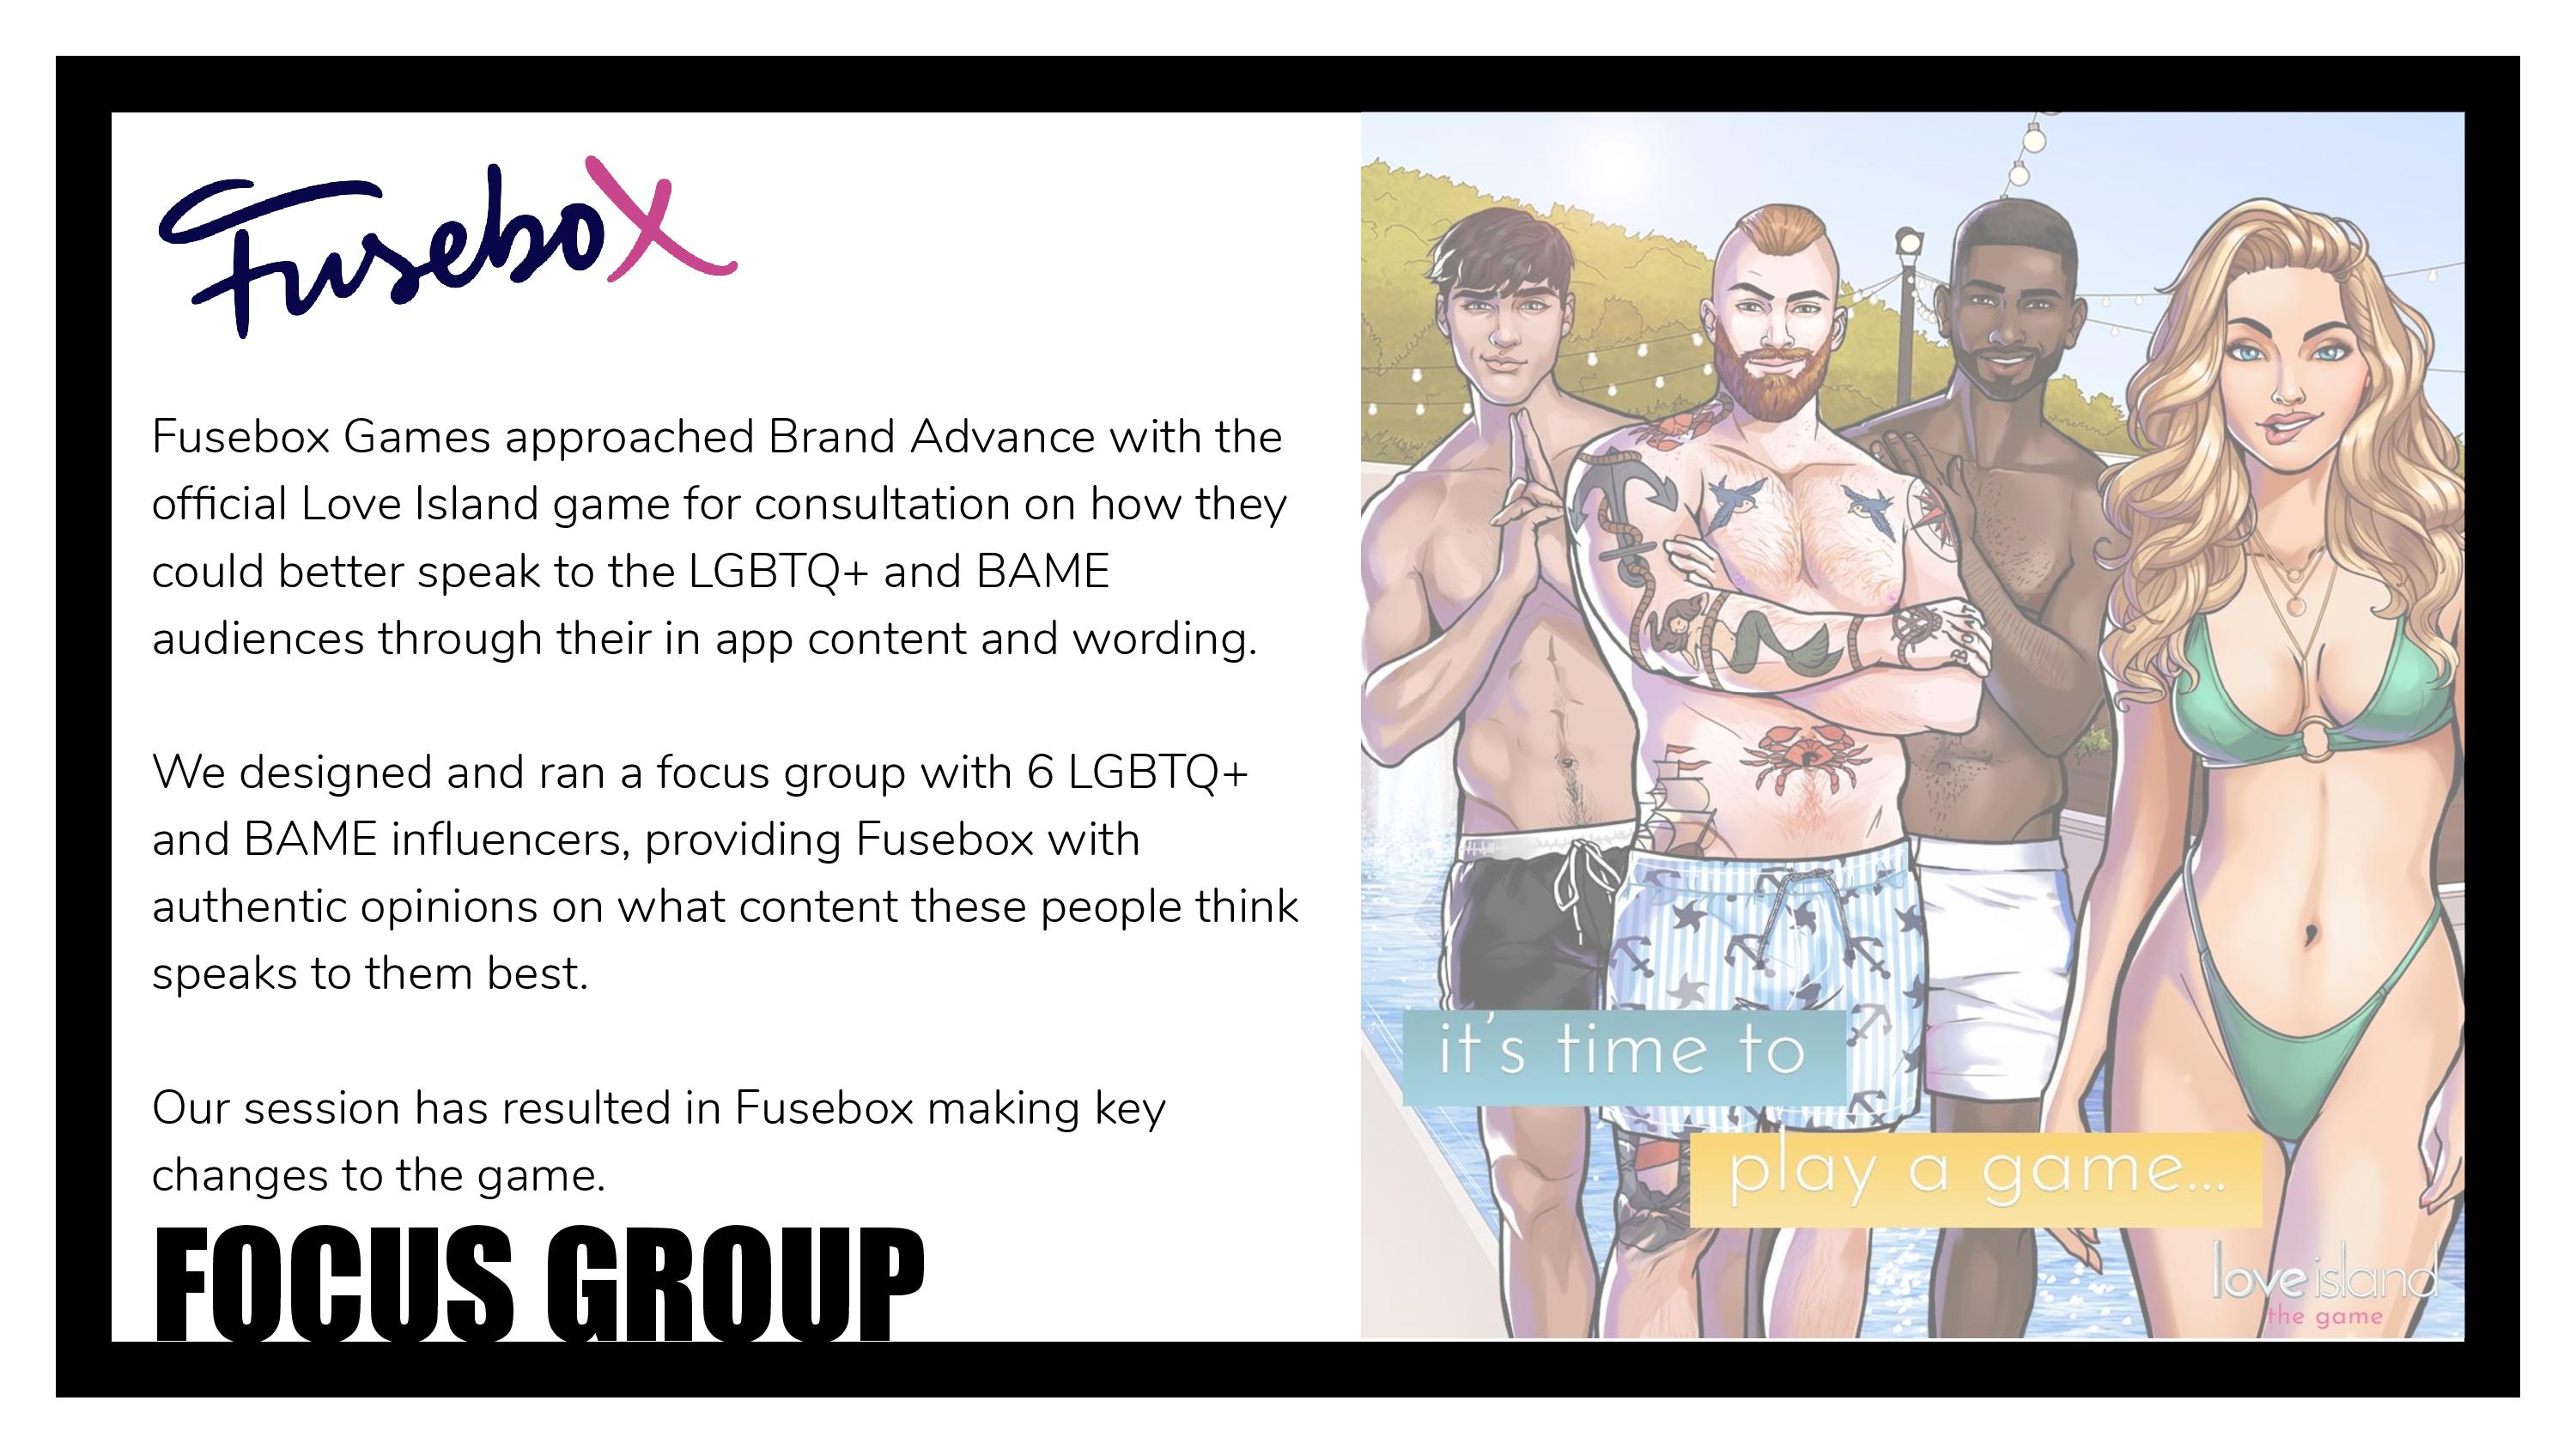 Fusebox
Fusebox Games approached Brand Advance with the
official Love Island game for consultation on how they
could better speak to the LGBTQ+ and BAME
audiences through their in app content and wording.
We designed and ran a focus group with 6 LGBTQ+
and BAME influencers, providing Fusebox with
authentic opinions on what content these people think
speaks to them best.
Our session has resulted in Fusebox making key
changes to the game.
FOCUS GROUP
BOAT
it's time to
play a game...
love island
the game